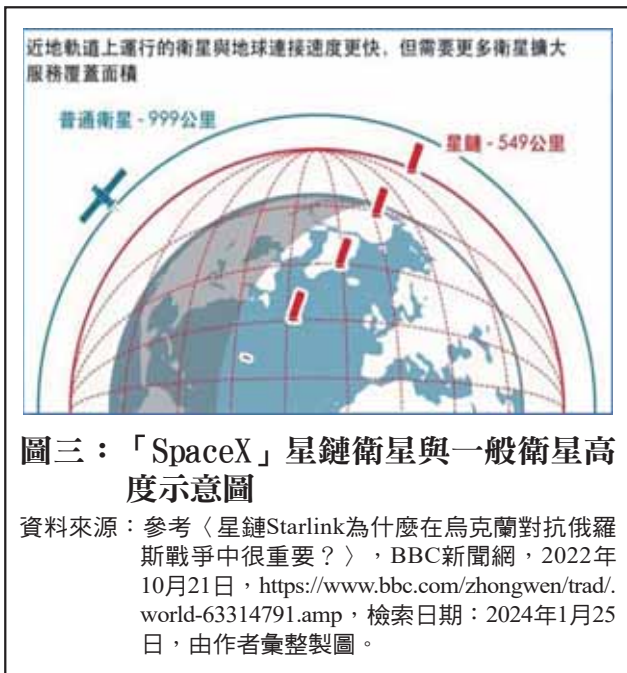 近地軌道上運行的衛星與地球連接速度更快，但需要更多衛星擴大
服務覆蓋面積
普通衛星 - 999公里
星鏈 - 549公里
圖三：「SpaceX」星鏈衛星與一般衛星高
度示意圖
資料來源：參考〈星鏈Starlink為什麼在烏克蘭對抗俄羅
斯戰爭中很重要？〉，BBC新聞網，2022年
10月21日，https://www.bbc.com/zhongwen/trad/.
world-63314791.amp，檢索日期：2024年1月25
日，由作者彙整製圖。